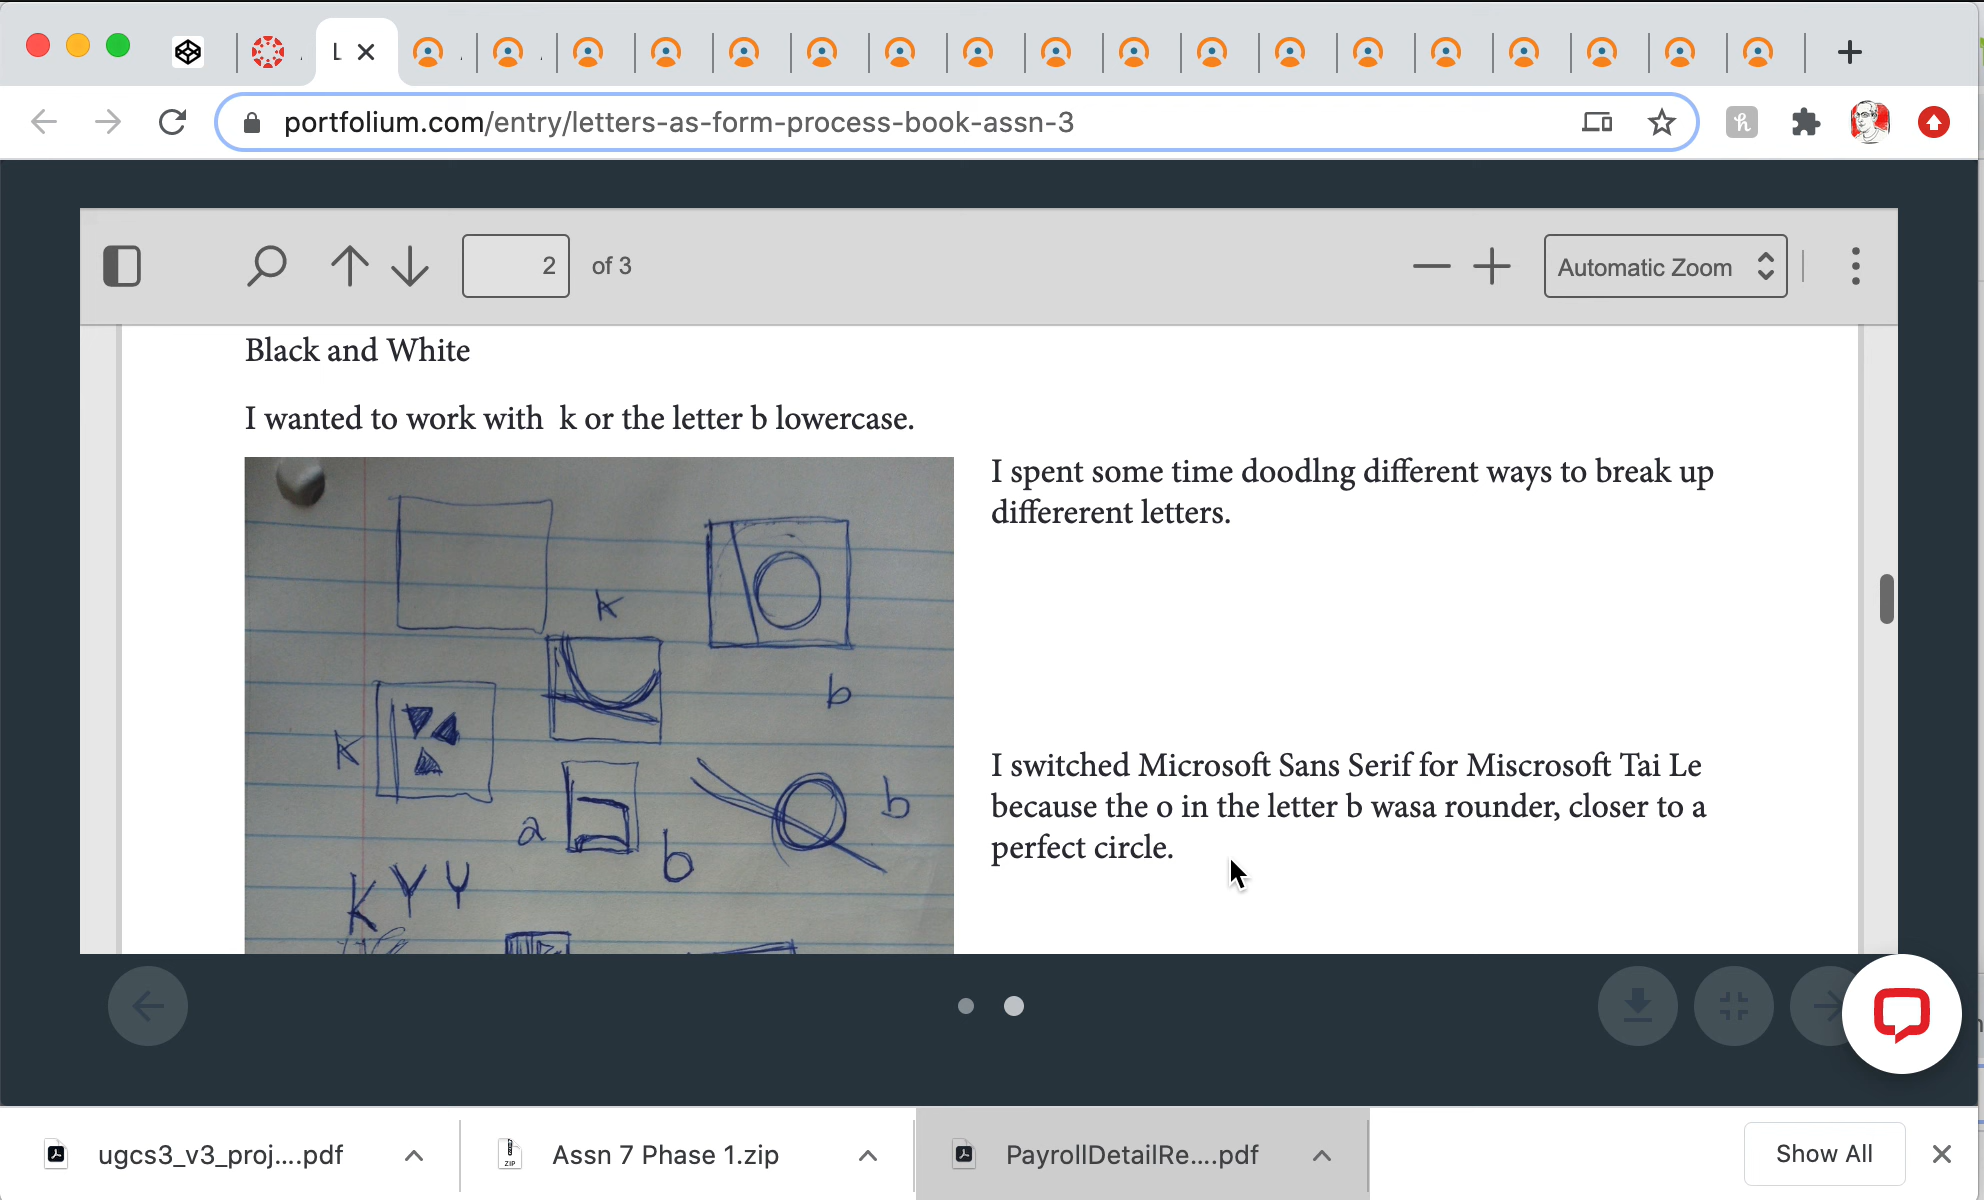 L
portfolium.com/entry/letters-as-form-process-book-assn-3
2 of 3
Automatic Zoom
Black and White
I wanted to work with  k or the letter b lowercase.
I spent some time doodlng different ways to break up
differerent letters.
k
b
k
a
b
b
K Y Y
I switched Microsoft Sans Serif for Miscrosoft Tai Le
because the o in the letter b wasa rounder, closer to a
perfect circle.
ugcs3_v3_proj....pdf
ZIP
Assn 7 Phase 1.zip
PayrollDetailRe....pdf
Show All